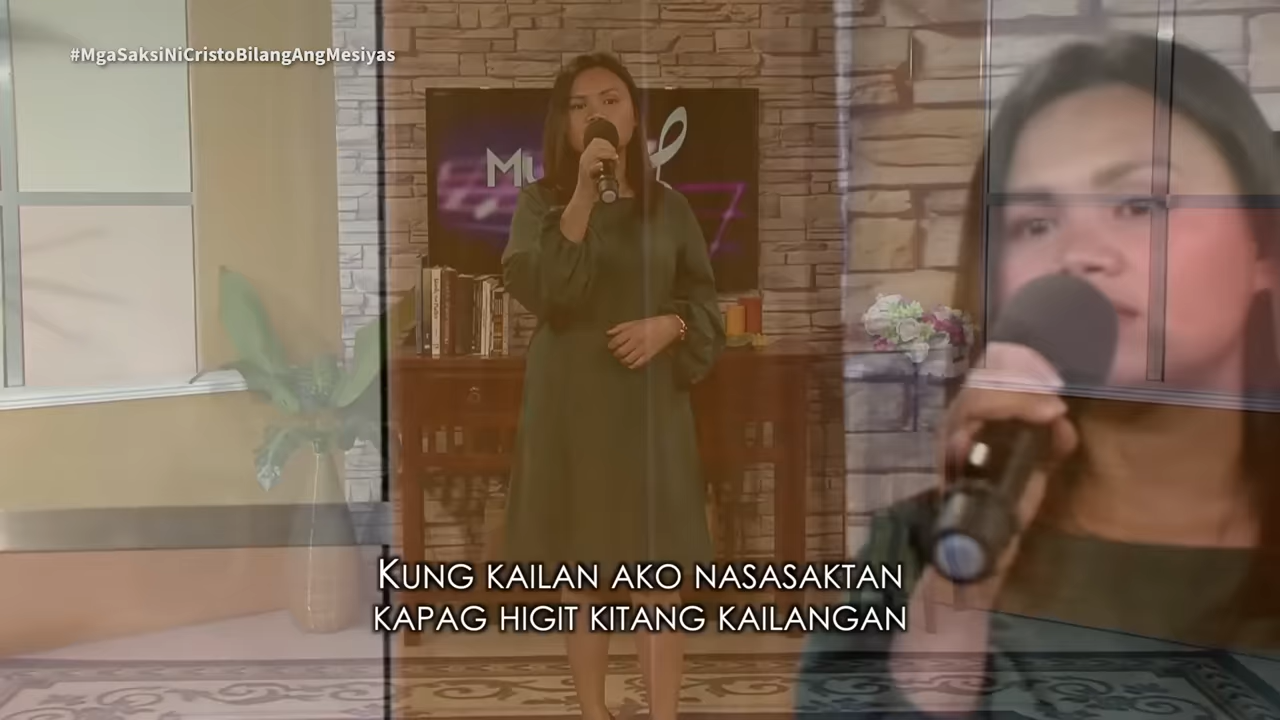 #MgaSaksiNiCristoBilangAngMesiyas
KUNG KAILAN AKO NASASAKTAN
KAPAG HIGIT KITANG KAILANGAN